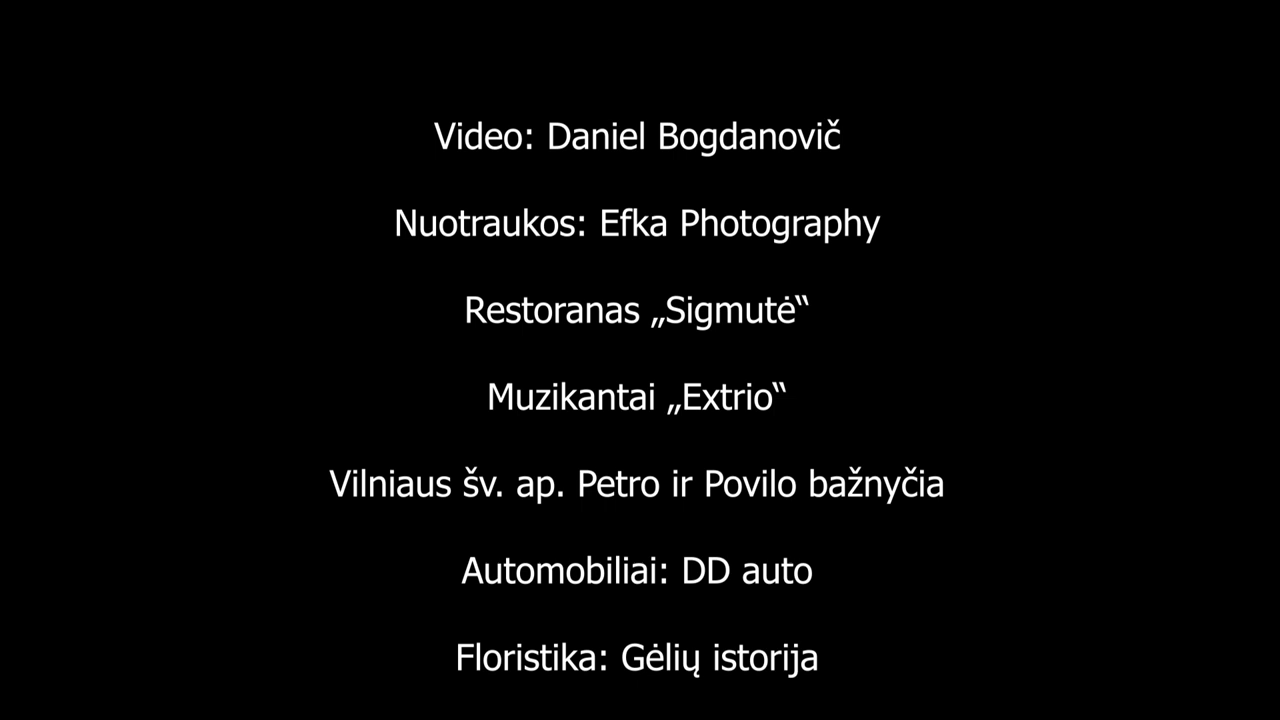 Video: Daniel Bogdanovič
Nuotraukos: Efka Photography
Restoranas „Sigmutė“
Muzikantai „Extrio“
Vilniaus šv. ap. Petro ir Povilo bažnyčia
Automobiliai: DD auto
Floristika: Gėlių istorija